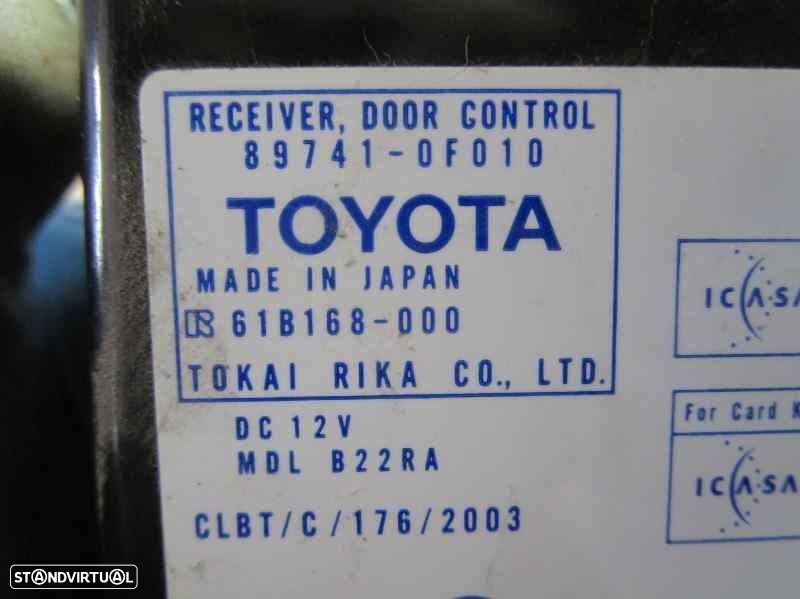 RECEIVER, DOOR CONTROL
89741-0F010
TOYOTA
MADE IN JAPAN
R 61B168-000
TOKAI RIKA CO., LTD.
DC 12V
MDL B22RA
CLBT/C/176/2003
ICASA
For Card
ICASA
STANDVIRTUAL